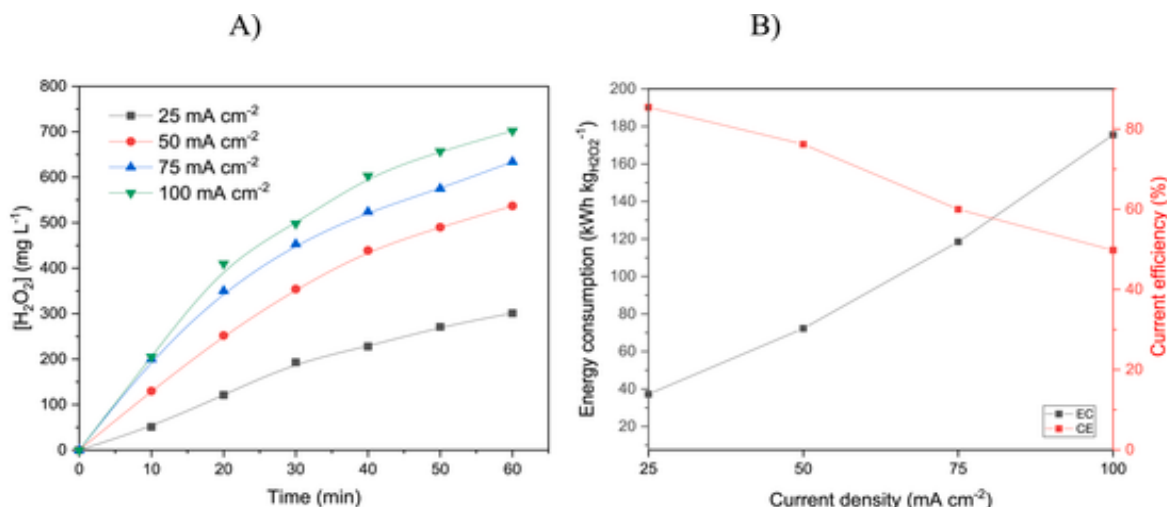 A)
B)
800
700
600
500
400
300
200
100
0
[H₂O₂] (mg L⁻¹)
25 mA cm⁻²
50 mA cm⁻²
75 mA cm⁻²
100 mA cm⁻²
0 10 20 30 40 50 60
Time (min)
200
180
160
140
120
100
80
60
40
20
Energy consumption (kWh kg_H2O2⁻¹)
80
60
40
20
0
Current efficiency (%)
EC
CE
25 50 75 100
Current density (mA cm⁻²)